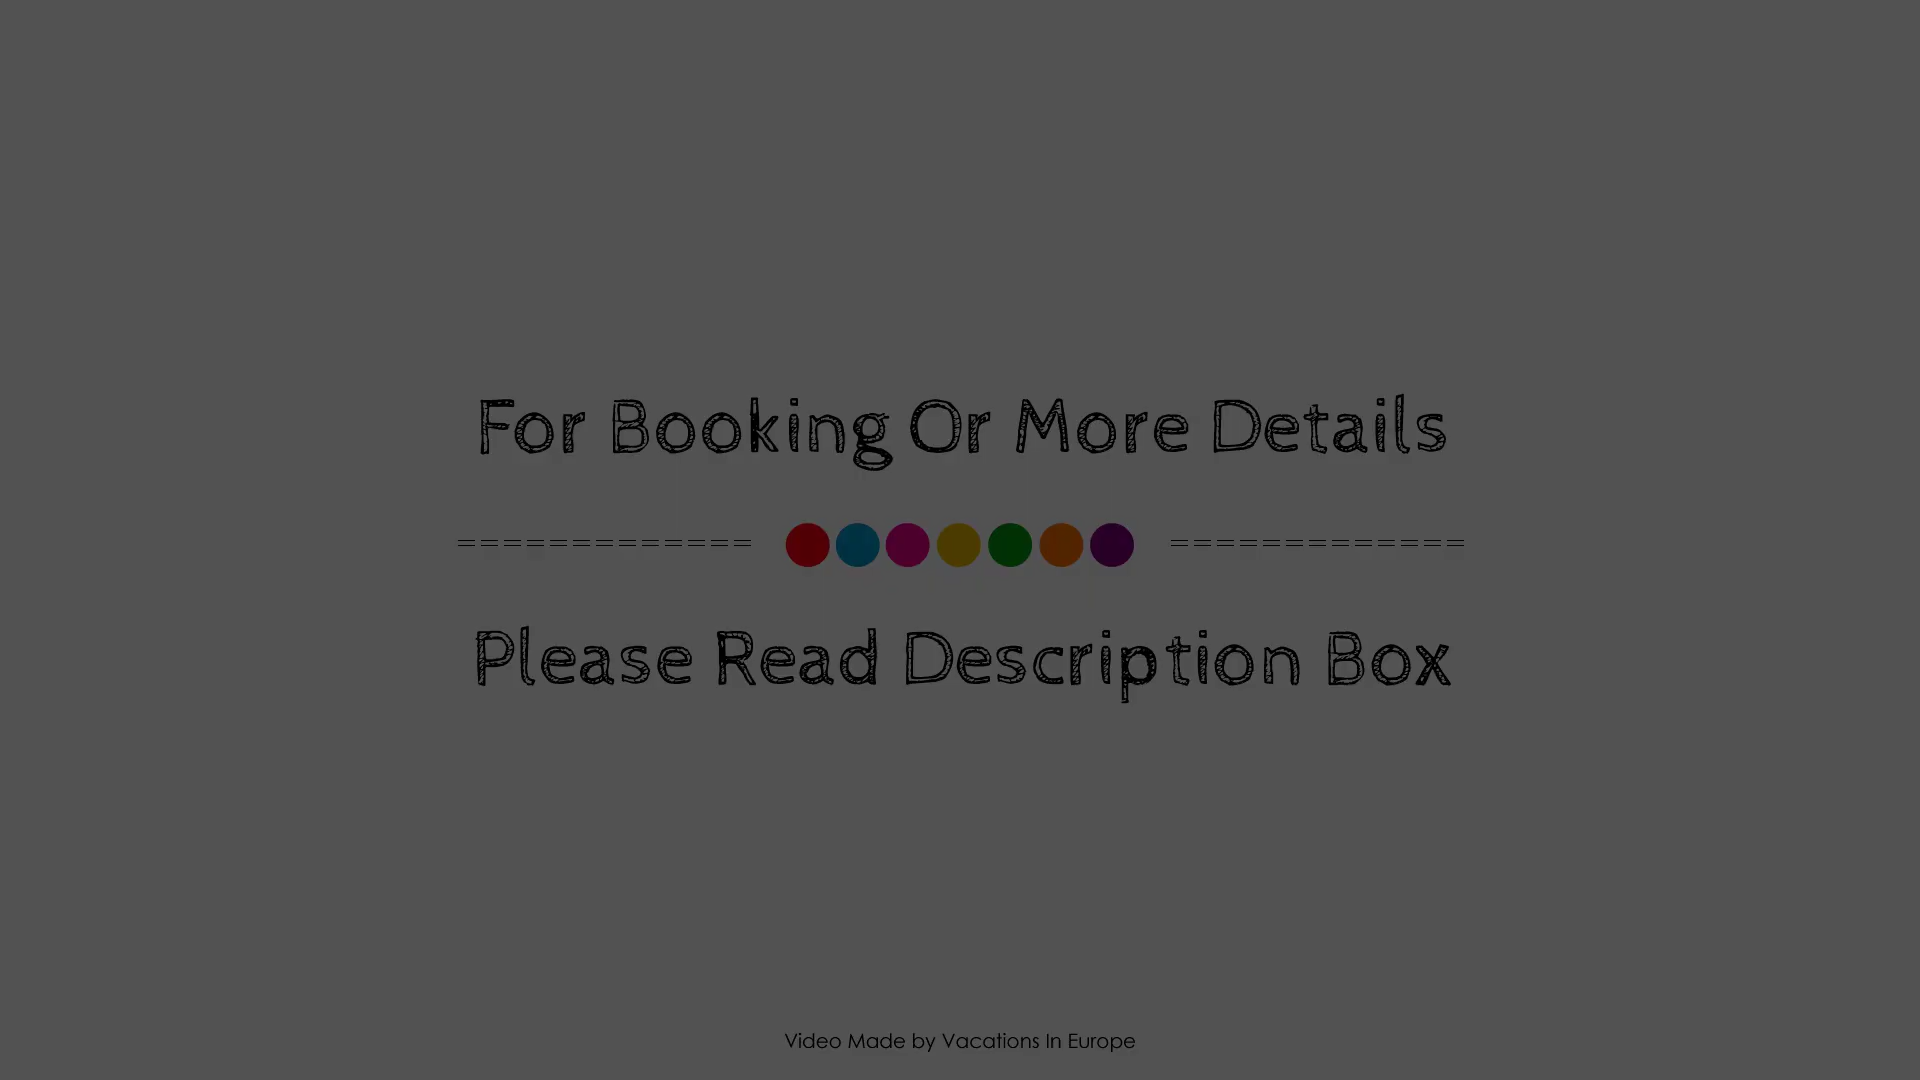 For Booking Or More Details
============= =============
Please Read Description Box
Video Made by Vacations In Europe